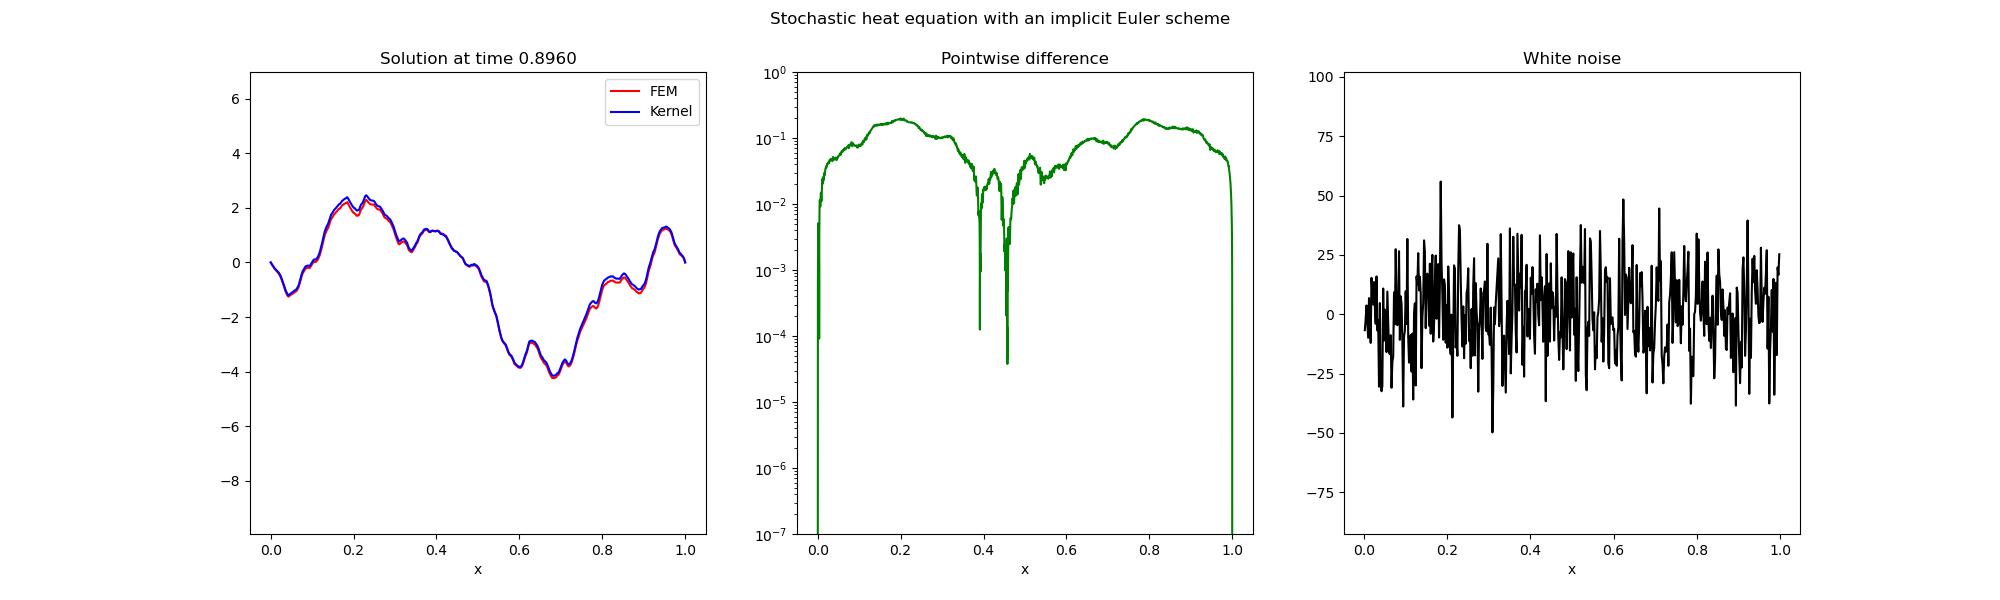 Stochastic heat equation with an implicit Euler scheme
Solution at time 0.8960
6
4
2
0
−2
−4
−6
−8
0.0 0.2 0.4 0.6 0.8 1.0
x
FEM
Kernel
Pointwise difference
10⁰
10⁻¹
10⁻²
10⁻³
10⁻⁴
10⁻⁵
10⁻⁶
10⁻⁷
0.0 0.2 0.4 0.6 0.8 1.0
x
White noise
100
75
50
25
0
−25
−50
−75
0.0 0.2 0.4 0.6 0.8 1.0
x